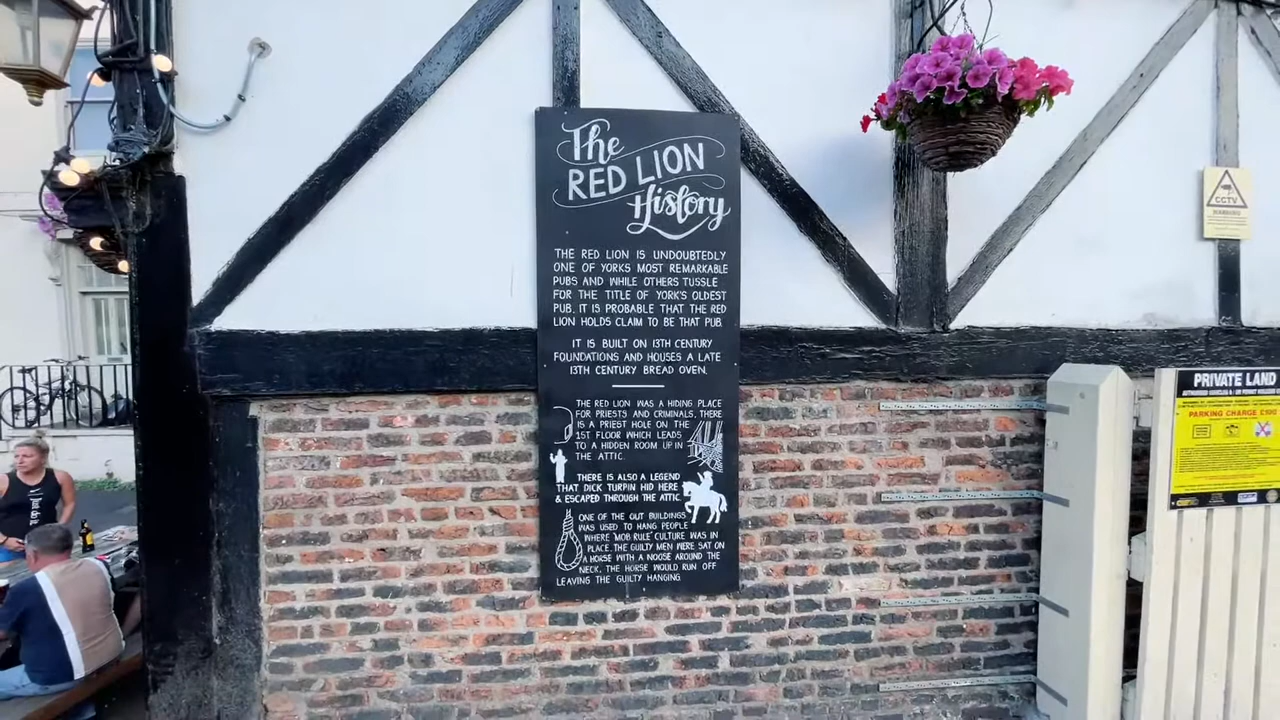 The
RED LION
History
THE RED LION IS UNDOUBTEDLY
ONE OF YORKS MOST REMARKABLE
PUBS AND WHILE OTHERS TUSSLE
FOR THE TITLE OF YORK'S OLDEST
PUB. IT IS PROBABLE THAT THE RED
LION HOLDS CLAIM TO BE THAT PUB.
IT IS BUILT ON 13TH CENTURY
FOUNDATIONS AND HOUSES A LATE
13TH CENTURY BREAD OVEN.
THE RED LION WAS A HIDING PLACE
FOR PRIESTS AND CRIMINALS, THERE
IS A PRIEST HOLE ON THE
1ST FLOOR WHICH LEADS
TO A HIDDEN ROOM UP IN
THE ATTIC.
THERE IS ALSO A LEGEND
THAT DICK TURPIN HID HERE
& ESCAPED THROUGH THE ATTIC
ONE OF THE OUT BUILDINGS
WAS USED TO HANG PEOPLE
WHERE 'MOB RULE' CULTURE WAS IN
PLACE. THE GUILTY MEN WERE SAT ON
A HORSE WITH A NOOSE AROUND THE
NECK. THE HORSE WOULD RUN OFF
LEAVING THE GUILTY HANGING.
CCTV
WARNING
PRIVATE LAND
PARKING CHARGE £100